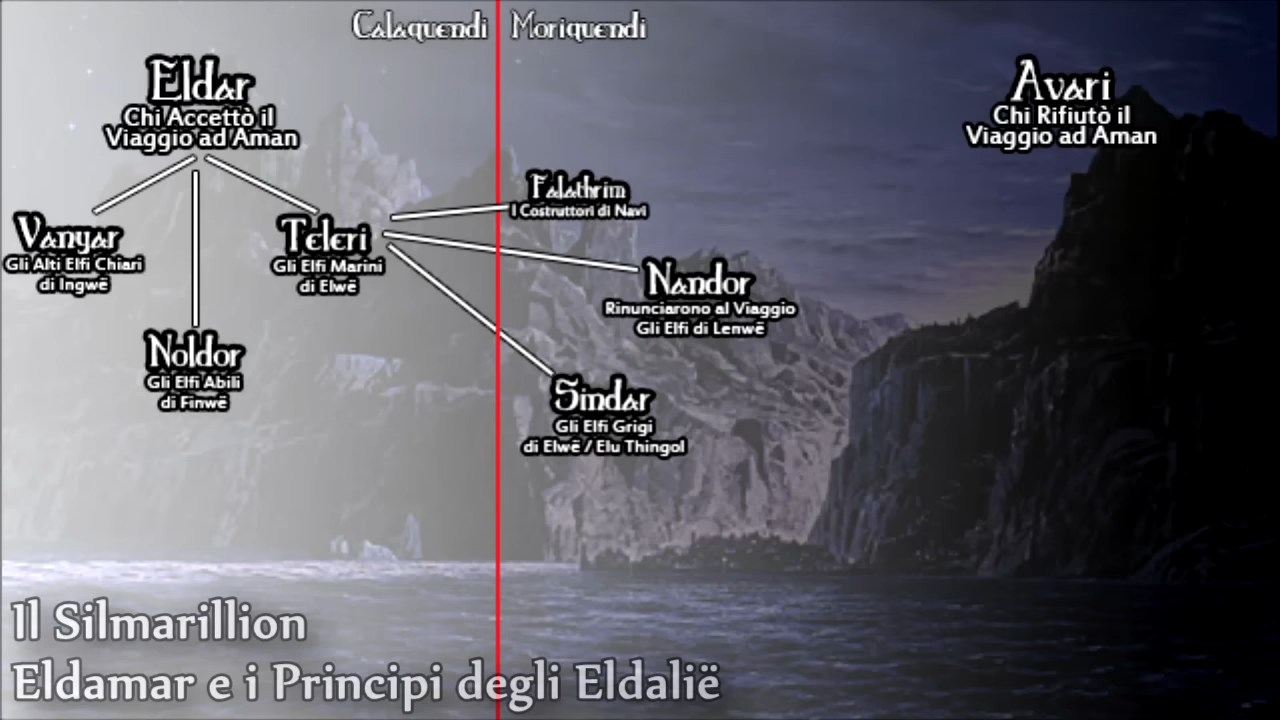 Calaquendi
Moriquendi
Eldar
Chi Accettò il
Viaggio ad Aman
Avari
Chi Rifiutò il
Viaggio ad Aman
Falathrim
I Costruttori di Navi
Vanyar
Gli Alti Elfi Chiari
di Ingwë
Teleri
Gli Elfi Marini
di Elwë
Nandor
Rinunciarono al Viaggio
Gli Elfi di Lenwë
Noldor
Gli Elfi Abili
di Finwë
Sindar
Gli Elfi Grigi
di Elwë / Elu Thingol
Il Silmarillion
Eldamar e i Principi degli Eldalië